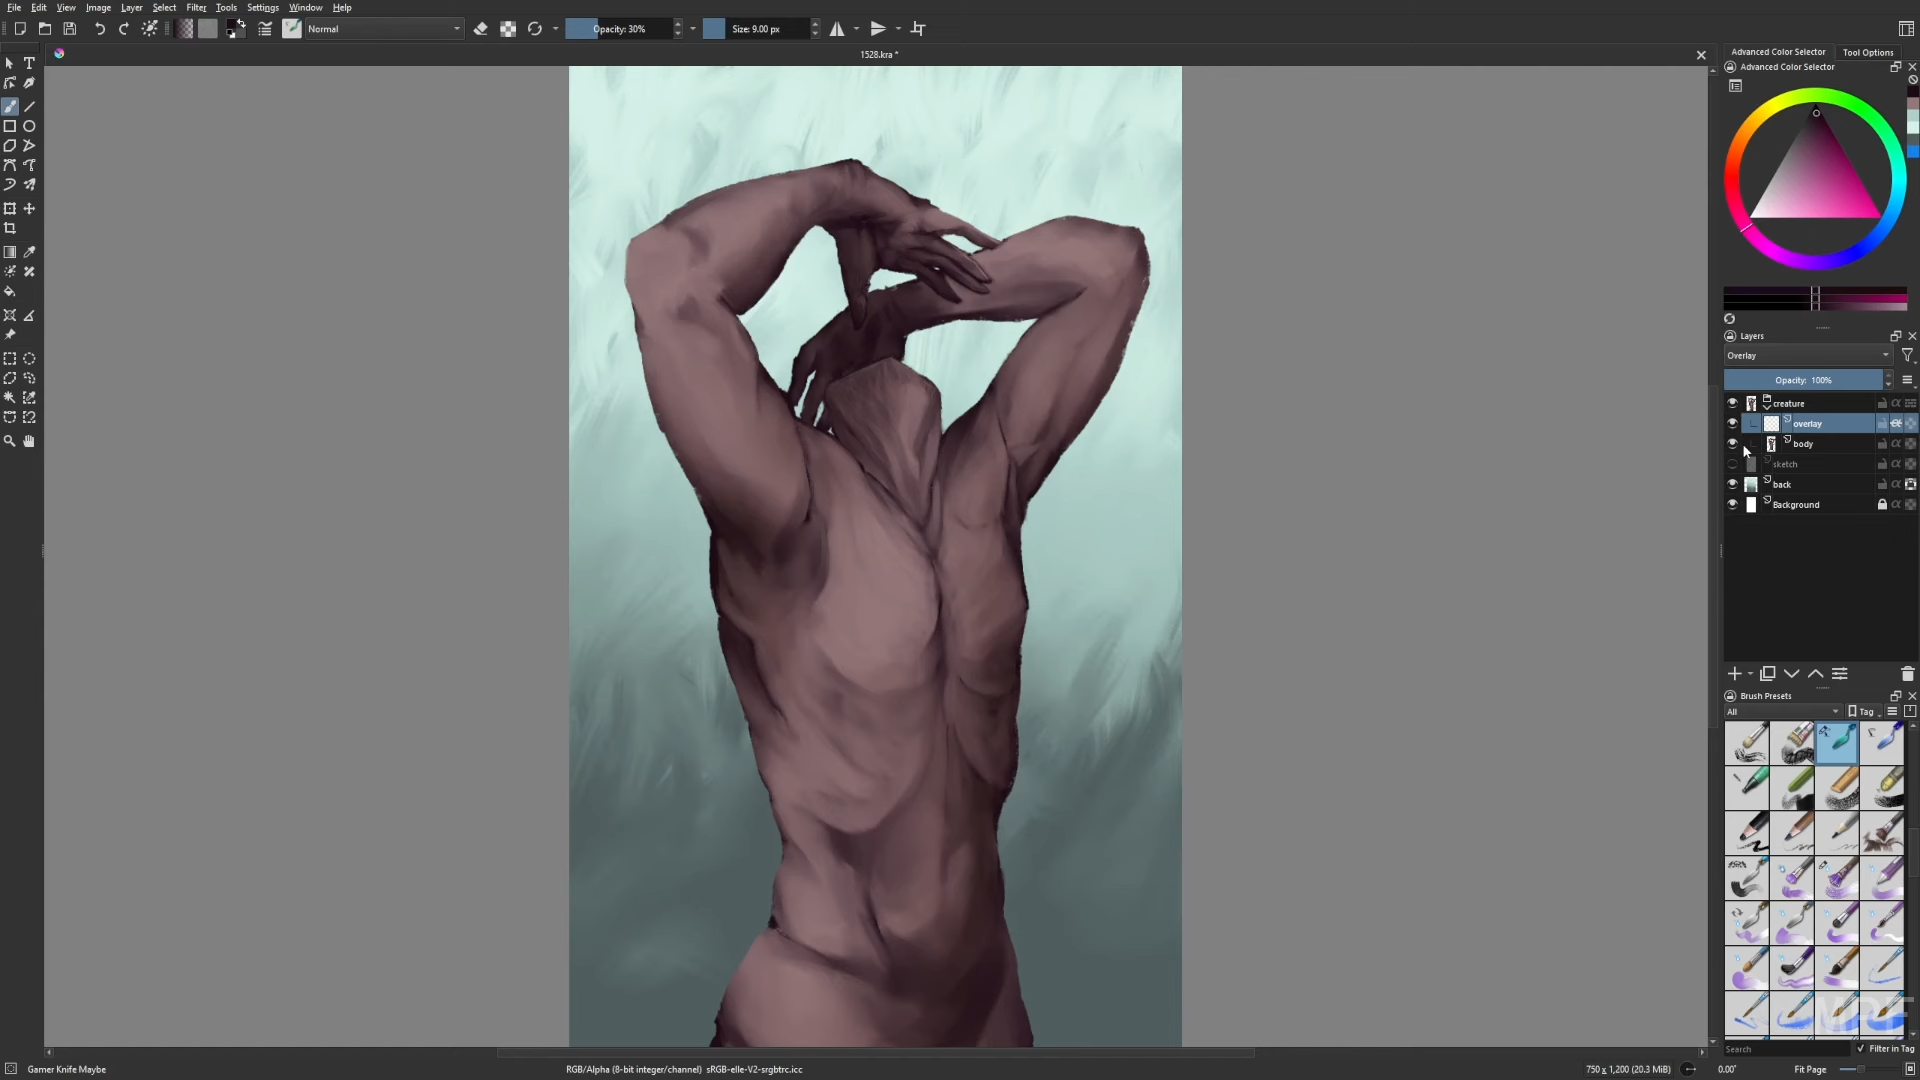 File Edit View Image Layer Select Filter Tools Settings Window Help
Normal Opacity: 30% Size: 9.00 px
1528.kra *
Advanced Color Selector Tool Options
Advanced Color Selector
Layers
Overlay
Opacity: 100%
creature
overlay
body
sketch
back
Background
Brush Presets
All Tag
Search Filter in Tag
Gamer Knife Maybe RGB/Alpha (8-bit integer/channel) sRGB-elle-V2-srgbtrc.icc 750 x 1,200 (20.3 MiB) 0.00° Fit Page